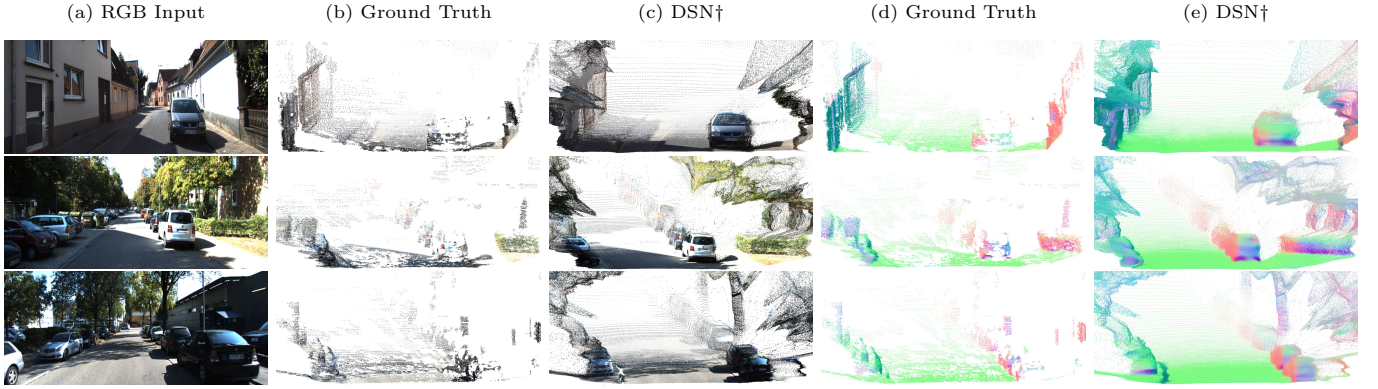 (a) RGB Input
(b) Ground Truth
(c) DSN†
(d) Ground Truth
(e) DSN†